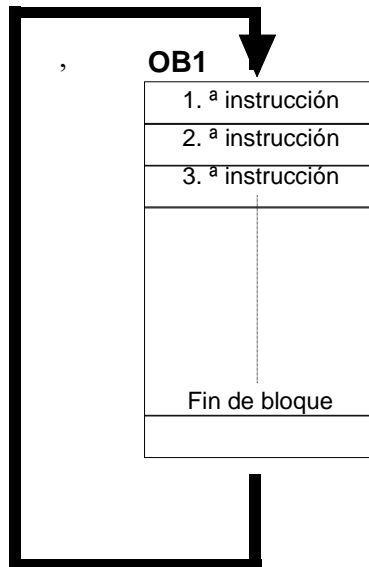 , OB1
1. ª instrucción
2. ª instrucción
3. ª instrucción
Fin de bloque